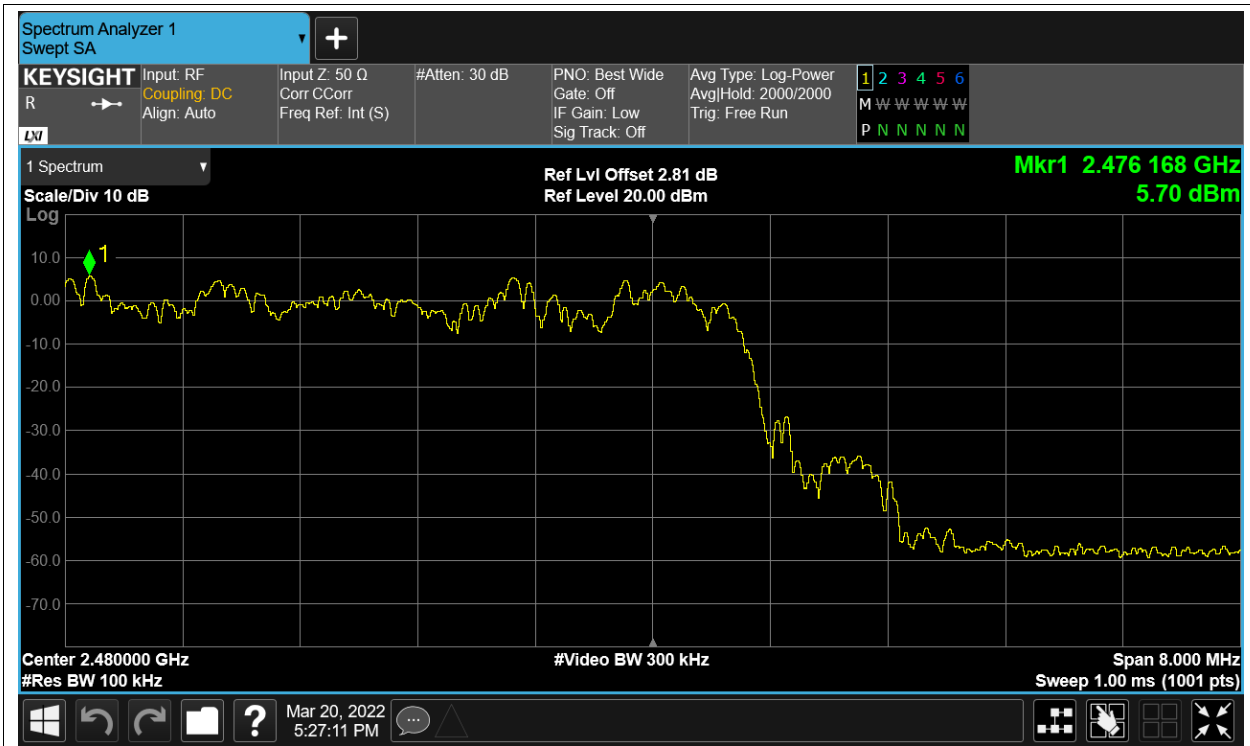 Spectrum Analyzer 1
Swept SA
KEYSIGHT
R
LXI
Input: RF
Coupling: DC
Align: Auto
Input Z: 50 Ω
Corr CCorr
Freq Ref: Int (S)
#Atten: 30 dB
PNO: Best Wide
Gate: Off
IF Gain: Low
Sig Track: Off
Avg Type: Log-Power
Avg|Hold: 2000/2000
Trig: Free Run
1 2 3 4 5 6
M W W W W W
P N N N N N
1 Spectrum
Scale/Div 10 dB
Log
Ref Lvl Offset 2.81 dB
Ref Level 20.00 dBm
Mkr1 2.476 168 GHz
5.70 dBm
1
10.0
0.00
-10.0
-20.0
-30.0
-40.0
-50.0
-60.0
-70.0
Center 2.480000 GHz
#Video BW 300 kHz
Span 8.000 MHz
#Res BW 100 kHz
Sweep 1.00 ms (1001 pts)
?
Mar 20, 2022
5:27:11 PM